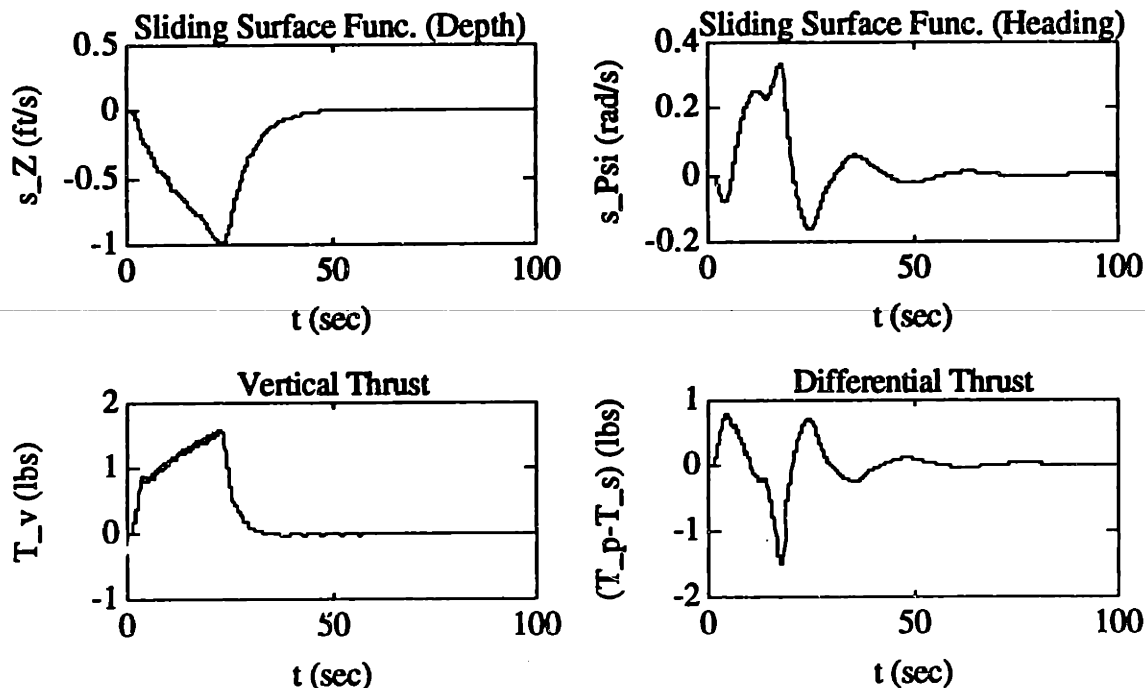 Sliding Surface Func. (Depth)
0.5
0
-0.5
-1
s_Z (ft/s)
0
50
100
t (sec)
Sliding Surface Func. (Heading)
0.4
0.2
0
-0.2
s_Psi (rad/s)
0
50
100
t (sec)
Vertical Thrust
2
1
0
-1
T_v (lbs)
0
50
100
t (sec)
Differential Thrust
1
0
-1
-2
(T_p-T_s) (lbs)
0
50
100
t (sec)